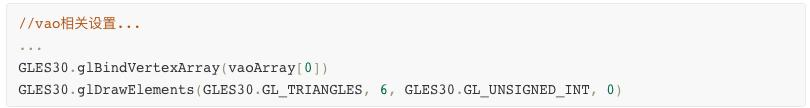 //vao相关设置...
...
GLES30.glBindVertexArray(vaoArray[0])
GLES30.glDrawElements(GLES30.GL_TRIANGLES, 6, GLES30.GL_UNSIGNED_INT, 0)